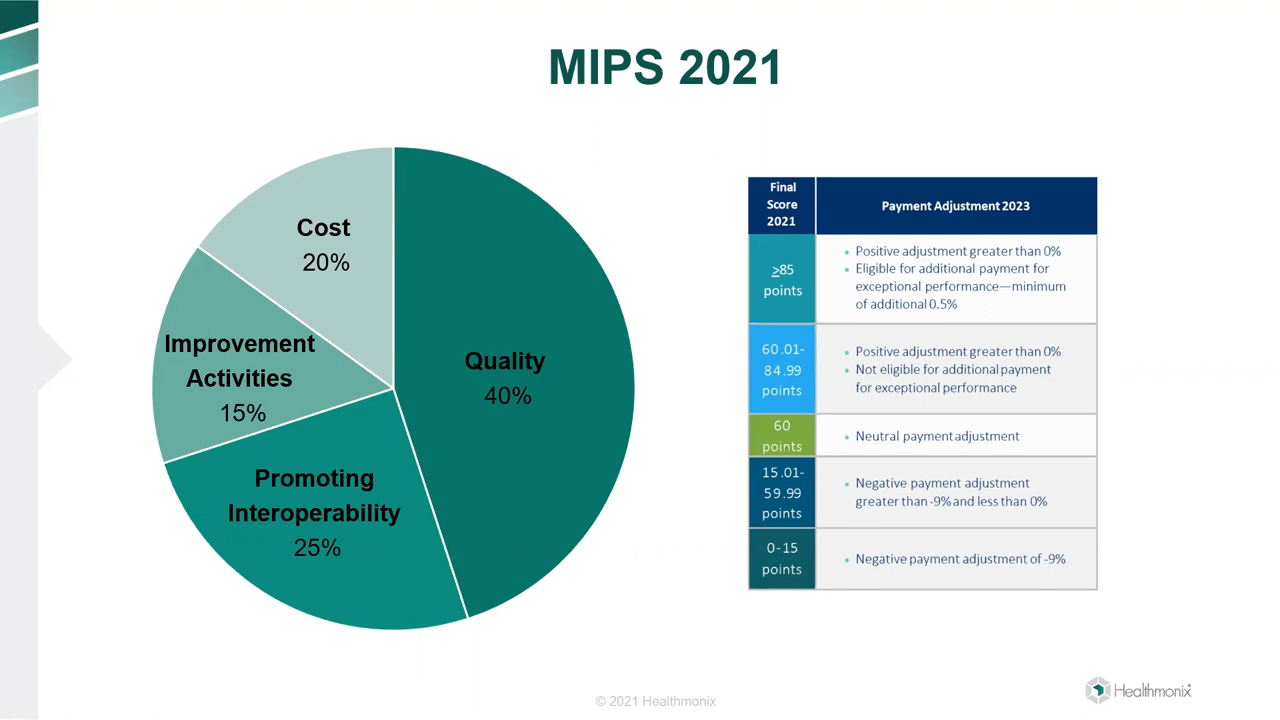 MIPS 2021
Cost
20%
Improvement
Activities
15%
Quality
40%
Promoting
Interoperability
25%
Final
Score
2021
Payment Adjustment 2023
≥85
points
• Positive adjustment greater than 0%
• Eligible for additional payment for
exceptional performance—minimum
of additional 0.5%
60.01-
84.99
points
• Positive adjustment greater than 0%
• Not eligible for additional payment
for exceptional performance
60
points
• Neutral payment adjustment
15.01-
59.99
points
• Negative payment adjustment
greater than -9% and less than 0%
0-15
points
• Negative payment adjustment of -9%
© 2021 Healthmonix
Healthmonix